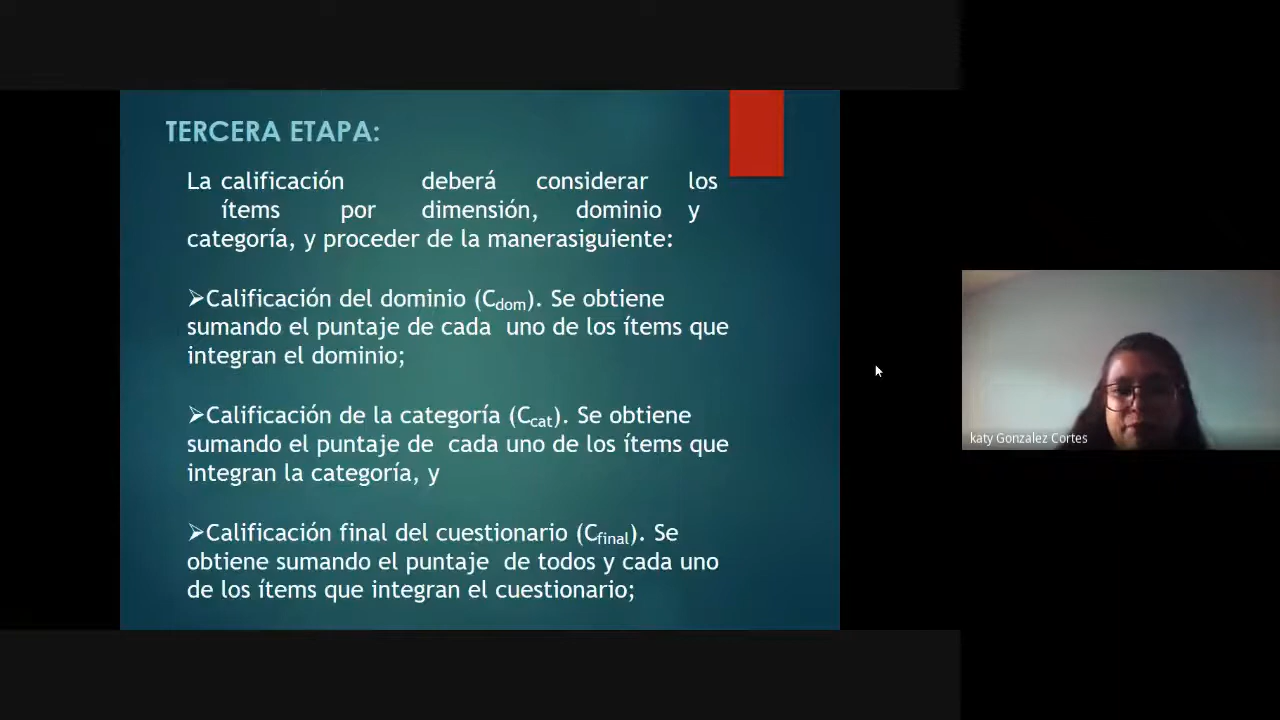 TERCERA ETAPA:
La calificación deberá considerar los
ítems por dimensión, dominio y
categoría, y proceder de la manerasiguiente:
➢Calificación del dominio (Cdom). Se obtiene
sumando el puntaje de cada uno de los ítems que
integran el dominio;
➢Calificación de la categoría (Ccat). Se obtiene
sumando el puntaje de cada uno de los ítems que
integran la categoría, y
➢Calificación final del cuestionario (Cfinal). Se
obtiene sumando el puntaje de todos y cada uno
de los ítems que integran el cuestionario;
katy Gonzalez Cortes